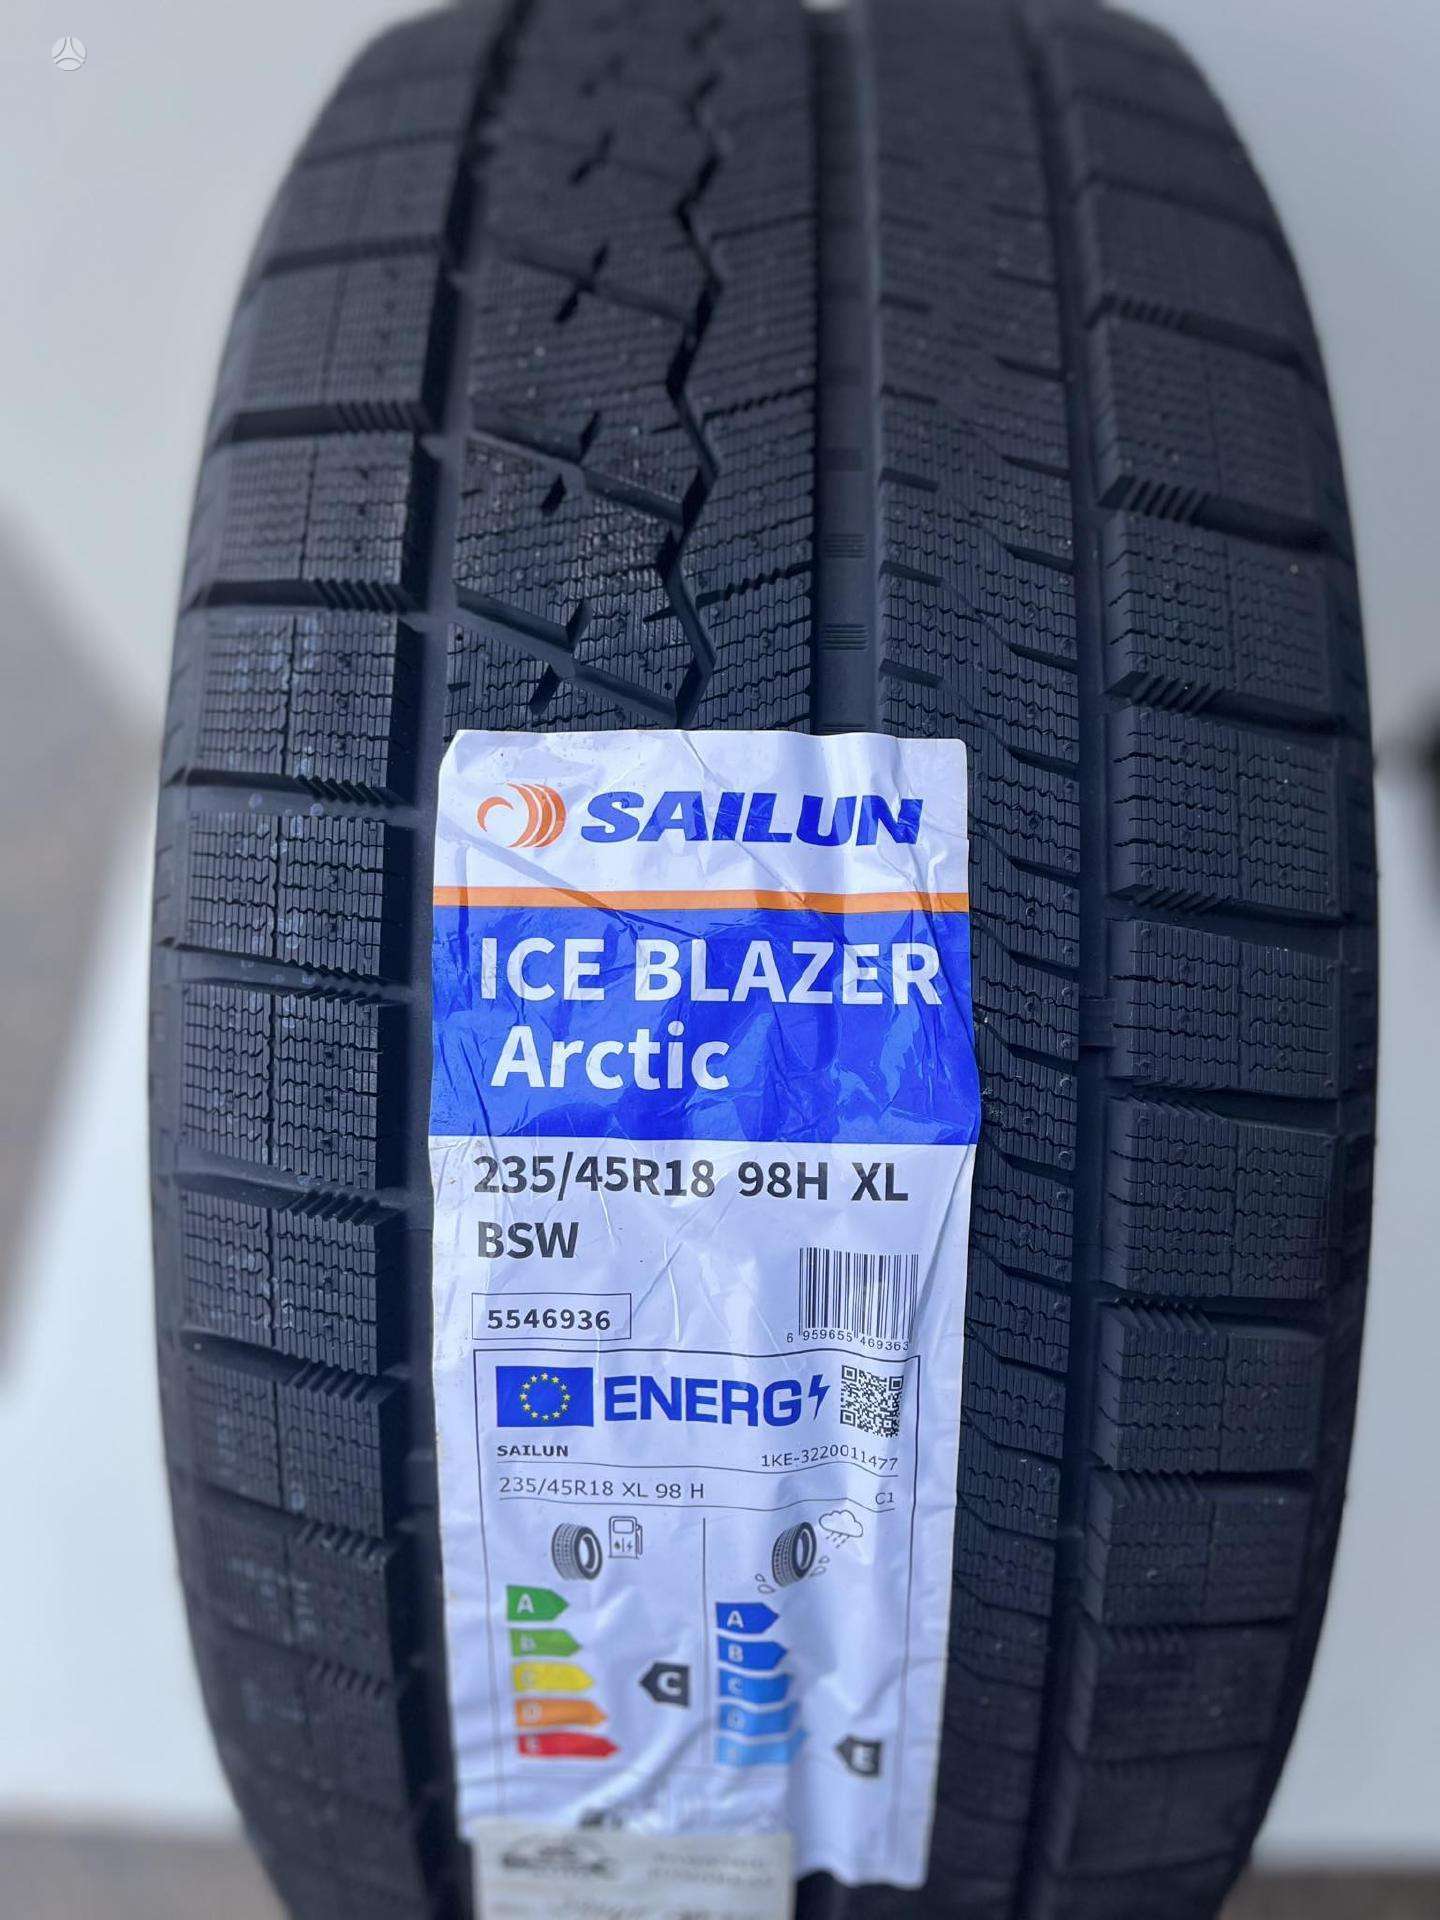 SAILUN
ICE BLAZER
Arctic
235/45R18 98H XL
BSW
5546936
6 959655 469363
ENERG
SAILUN
1KE-3220011477
235/45R18 XL 98 H
C1
A
B
C
D
E
C
A
B
C
D
E
E